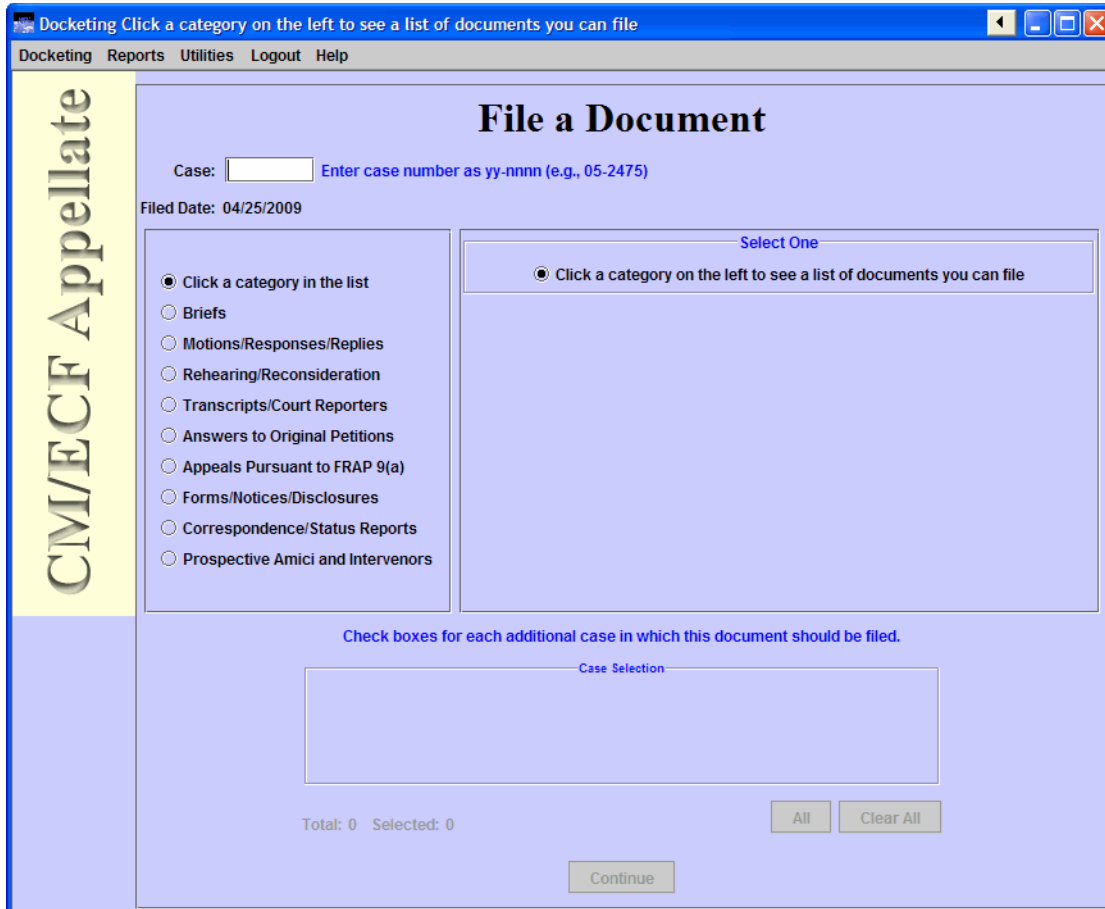 Docketing Click a category on the left to see a list of documents you can file
Docketing Reports Utilities Logout Help
CM/ECF Appellate
File a Document
Case: Enter case number as yy-nnnn (e.g., 05-2475)
Filed Date: 04/25/2009
Click a category in the list
Briefs
Motions/Responses/Replies
Rehearing/Reconsideration
Transcripts/Court Reporters
Answers to Original Petitions
Appeals Pursuant to FRAP 9(a)
Forms/Notices/Disclosures
Correspondence/Status Reports
Prospective Amici and Intervenors
Select One
Click a category on the left to see a list of documents you can file
Check boxes for each additional case in which this document should be filed.
Case Selection
Total: 0 Selected: 0
All Clear All
Continue